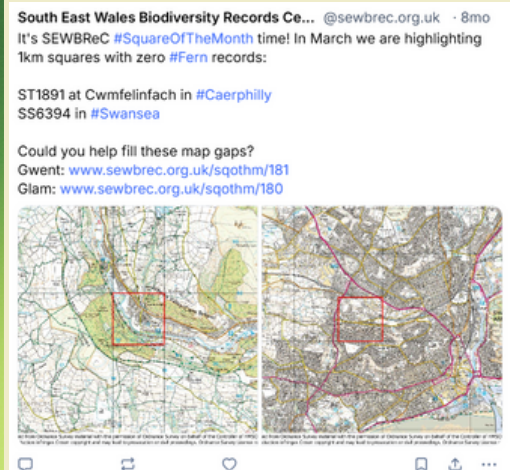 South East Wales Biodiversity Records Ce... @sewbrec.org.uk · 8mo
It's SEWBReC #SquareOfTheMonth time! In March we are highlighting
1km squares with zero #Fern records:
ST1891 at Cwmfelinfach in #Caerphilly
SS6394 in #Swansea
Could you help fill these map gaps?
Gwent: www.sewbrec.org.uk/sqothm/181
Glam: www.sewbrec.org.uk/sqothm/180